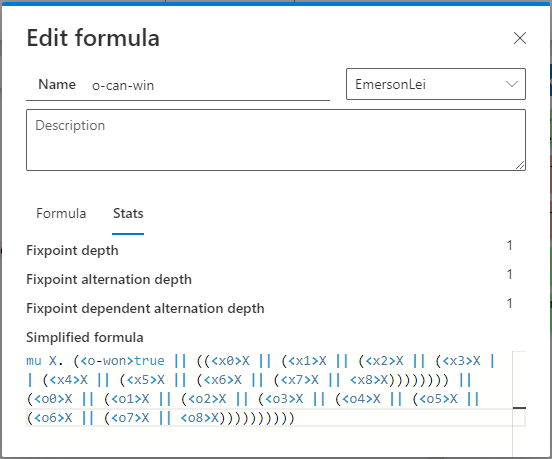 Edit formula
Name o-can-win EmersonLei
Description
Formula Stats
Fixpoint depth 1
Fixpoint alternation depth 1
Fixpoint dependent alternation depth 1
Simplified formula
mu X. (<o-won>true || ((<x0>X || (<x1>X || (<x2>X || (<x3>X |
| (<x4>X || (<x5>X || (<x6>X || (<x7>X || <x8>X)))))))) ||
(<o0>X || (<o1>X || (<o2>X || (<o3>X || (<o4>X || (<o5>X ||
(<o6>X || (<o7>X || <o8>X))))))))))